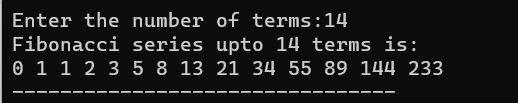 Enter the number of terms:14
Fibonacci series upto 14 terms is:
0 1 1 2 3 5 8 13 21 34 55 89 144 233
--------------------------------